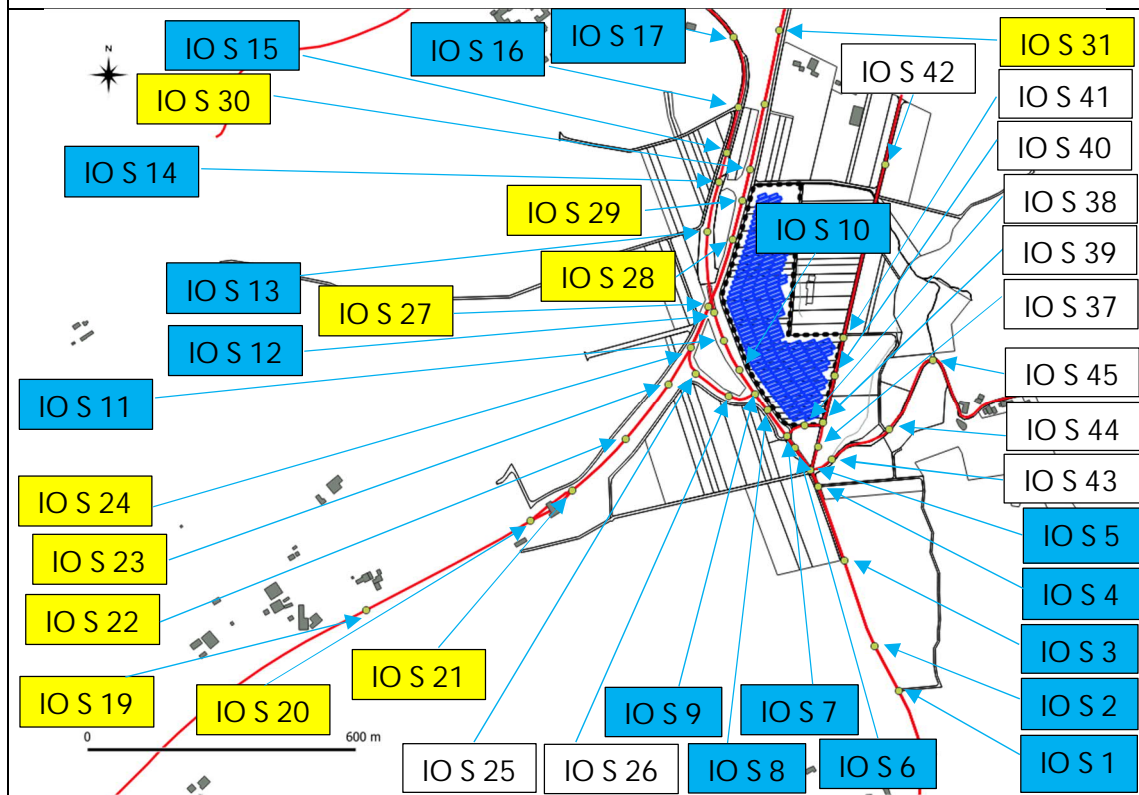 IO S 17
IO S 15
IO S 16
IO S 31
N
IO S 42
IO S 30
IO S 41
IO S 40
IO S 14
IO S 38
IO S 29
IO S 10
IO S 39
IO S 28
IO S 13
IO S 37
IO S 27
IO S 12
IO S 45
IO S 11
IO S 44
IO S 43
IO S 24
IO S 5
IO S 23
IO S 4
IO S 22
IO S 3
IO S 21
IO S 19
IO S 20
IO S 9
IO S 7
IO S 2
0
600 m
IO S 25
IO S 26
IO S 8
IO S 6
IO S 1